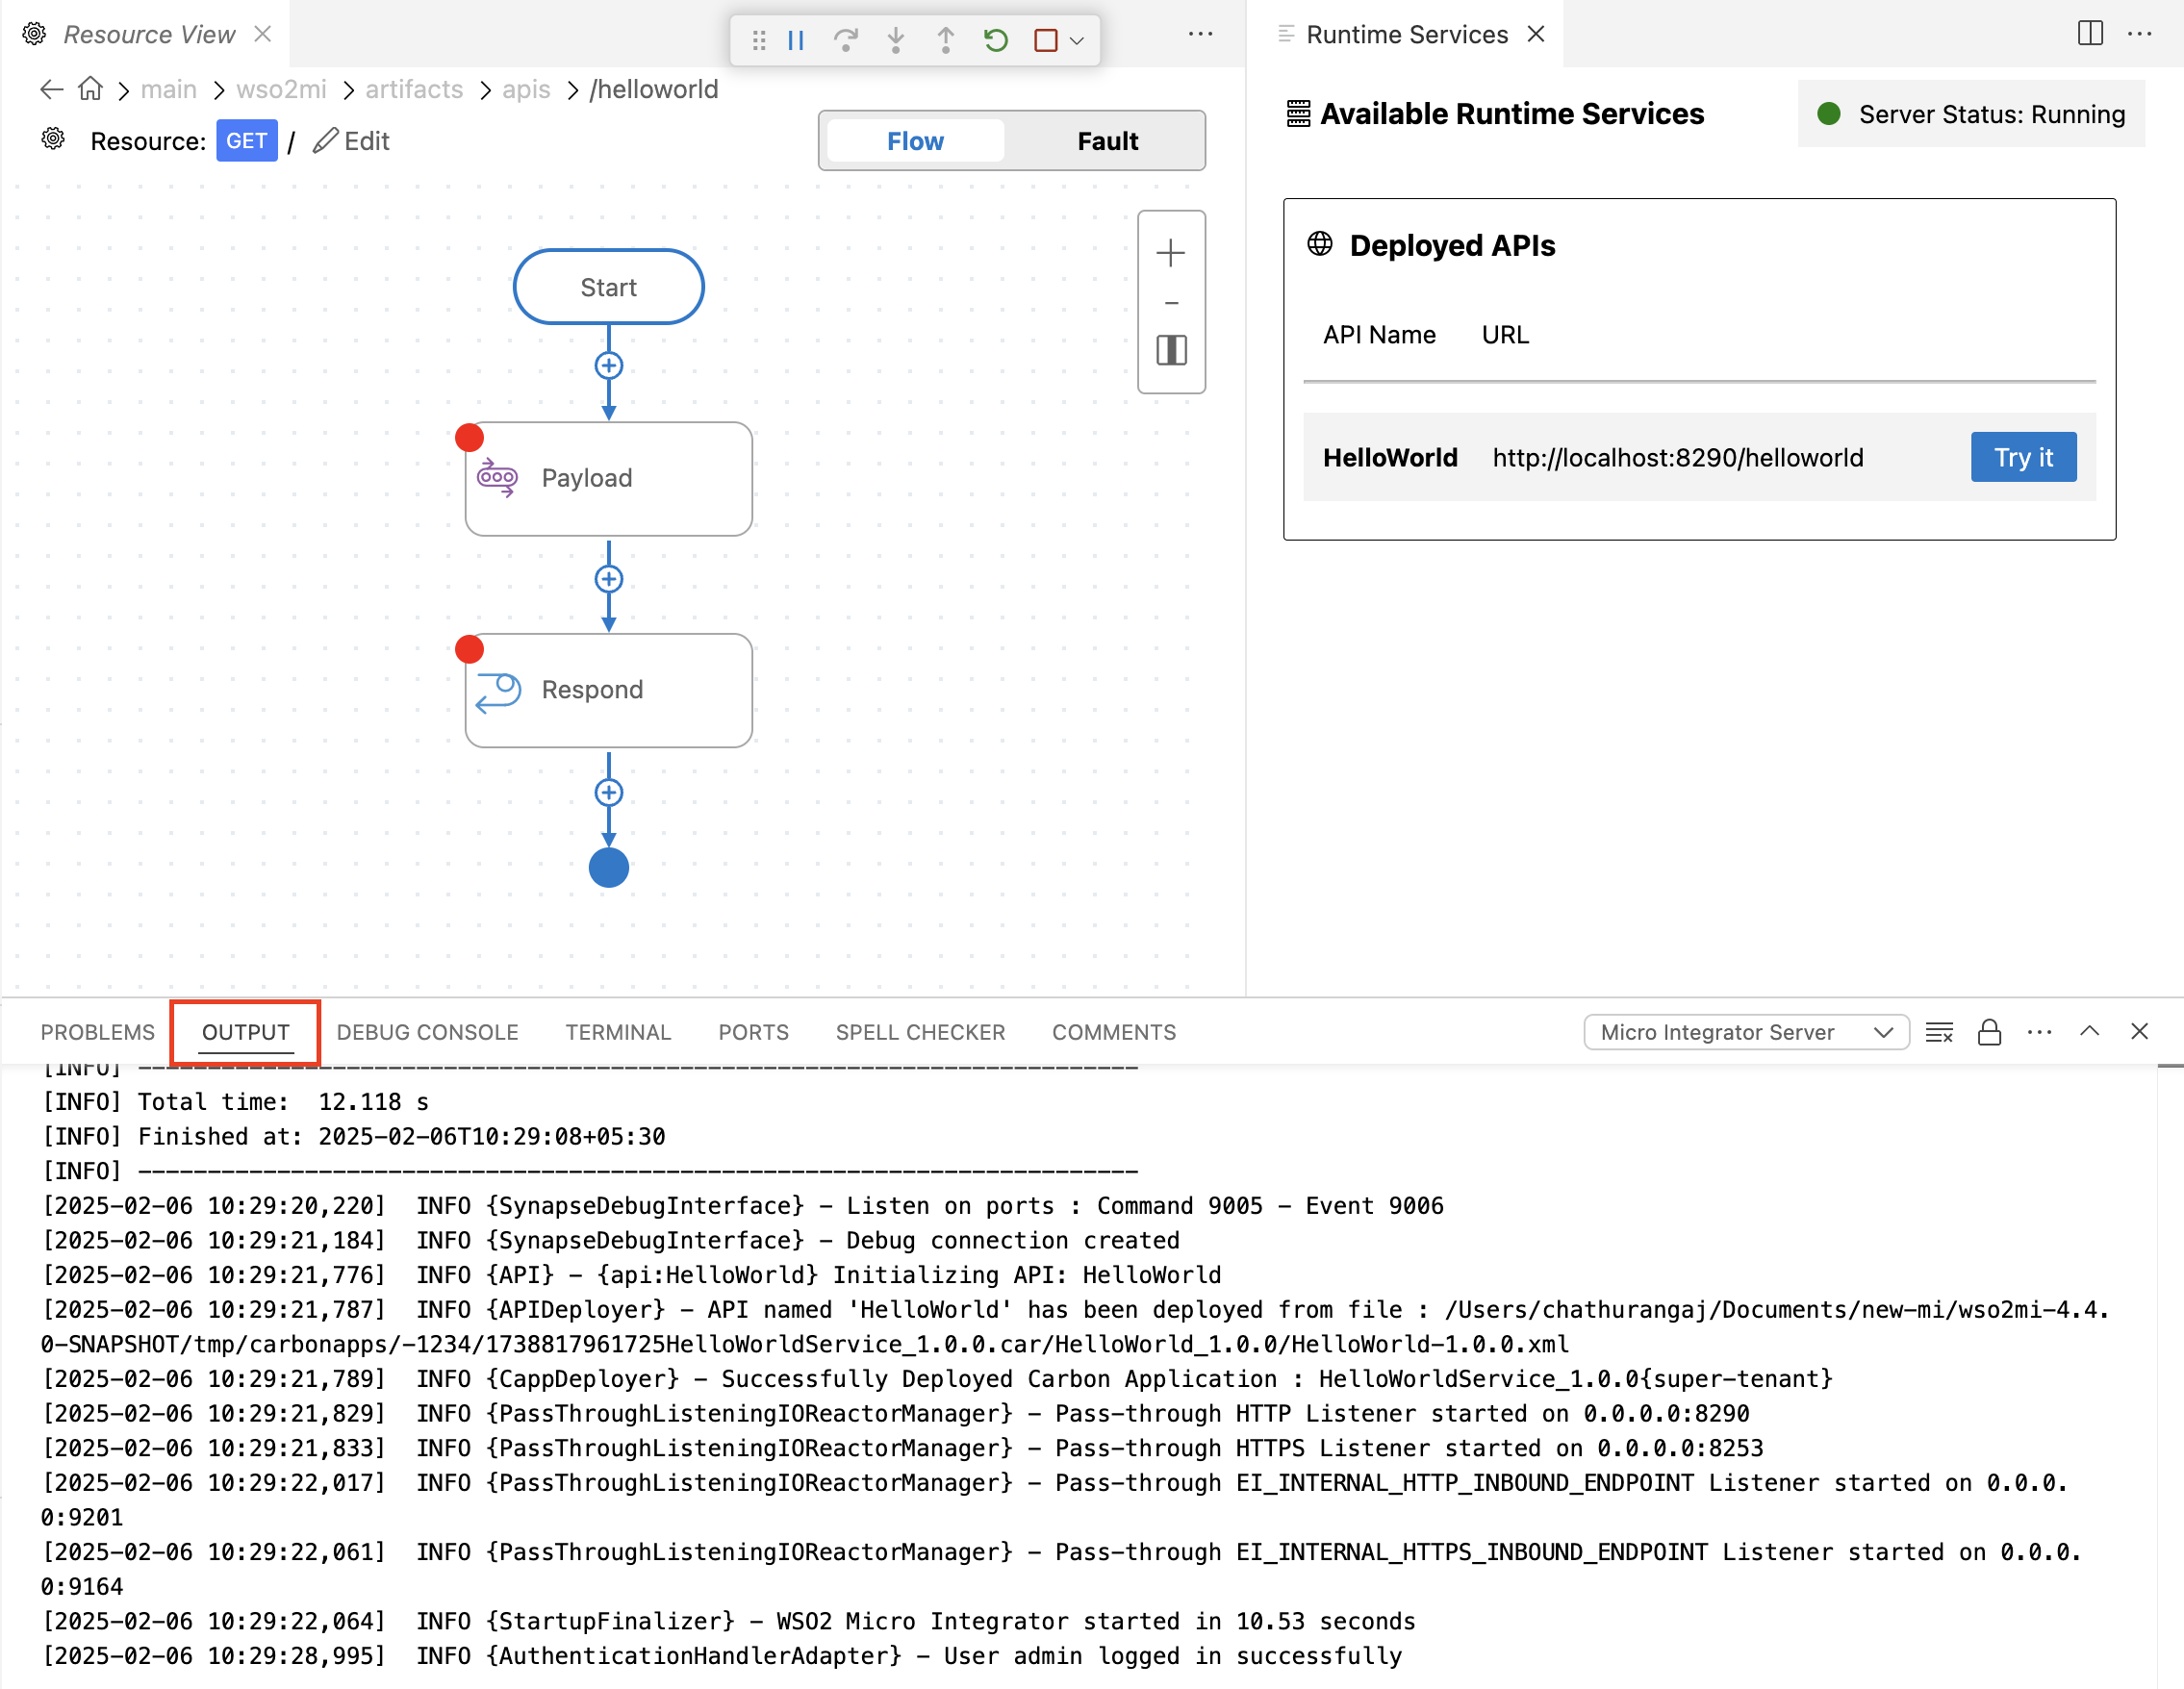 Resource View
main wso2mi artifacts apis /helloworld
Resource: GET / Edit
Flow
Fault
Start
Payload
Respond
Runtime Services
Available Runtime Services
Server Status: Running
Deployed APIs
API Name URL
HelloWorld http://localhost:8290/helloworld Try it
PROBLEMS OUTPUT DEBUG CONSOLE TERMINAL PORTS SPELL CHECKER COMMENTS
Micro Integrator Server
[INFO] ------------------------------------------------------------------------
[INFO] Total time:  12.118 s
[INFO] Finished at: 2025-02-06T10:29:08+05:30
[INFO] ------------------------------------------------------------------------
[2025-02-06 10:29:20,220]  INFO {SynapseDebugInterface} - Listen on ports : Command 9005 - Event 9006
[2025-02-06 10:29:21,184]  INFO {SynapseDebugInterface} - Debug connection created
[2025-02-06 10:29:21,776]  INFO {API} - {api:HelloWorld} Initializing API: HelloWorld
[2025-02-06 10:29:21,787]  INFO {APIDeployer} - API named 'HelloWorld' has been deployed from file : /Users/chathurangaj/Documents/new-mi/wso2mi-4.4.
0-SNAPSHOT/tmp/carbonapps/-1234/1738817961725HelloWorldService_1.0.0.car/HelloWorld_1.0.0/HelloWorld-1.0.0.xml
[2025-02-06 10:29:21,789]  INFO {CappDeployer} - Successfully Deployed Carbon Application : HelloWorldService_1.0.0{super-tenant}
[2025-02-06 10:29:21,829]  INFO {PassThroughListeningIOReactorManager} - Pass-through HTTP Listener started on 0.0.0.0:8290
[2025-02-06 10:29:21,833]  INFO {PassThroughListeningIOReactorManager} - Pass-through HTTPS Listener started on 0.0.0.0:8253
[2025-02-06 10:29:22,017]  INFO {PassThroughListeningIOReactorManager} - Pass-through EI_INTERNAL_HTTP_INBOUND_ENDPOINT Listener started on 0.0.0.
0:9201
[2025-02-06 10:29:22,061]  INFO {PassThroughListeningIOReactorManager} - Pass-through EI_INTERNAL_HTTPS_INBOUND_ENDPOINT Listener started on 0.0.0.
0:9164
[2025-02-06 10:29:22,064]  INFO {StartupFinalizer} - WSO2 Micro Integrator started in 10.53 seconds
[2025-02-06 10:29:28,995]  INFO {AuthenticationHandlerAdapter} - User admin logged in successfully